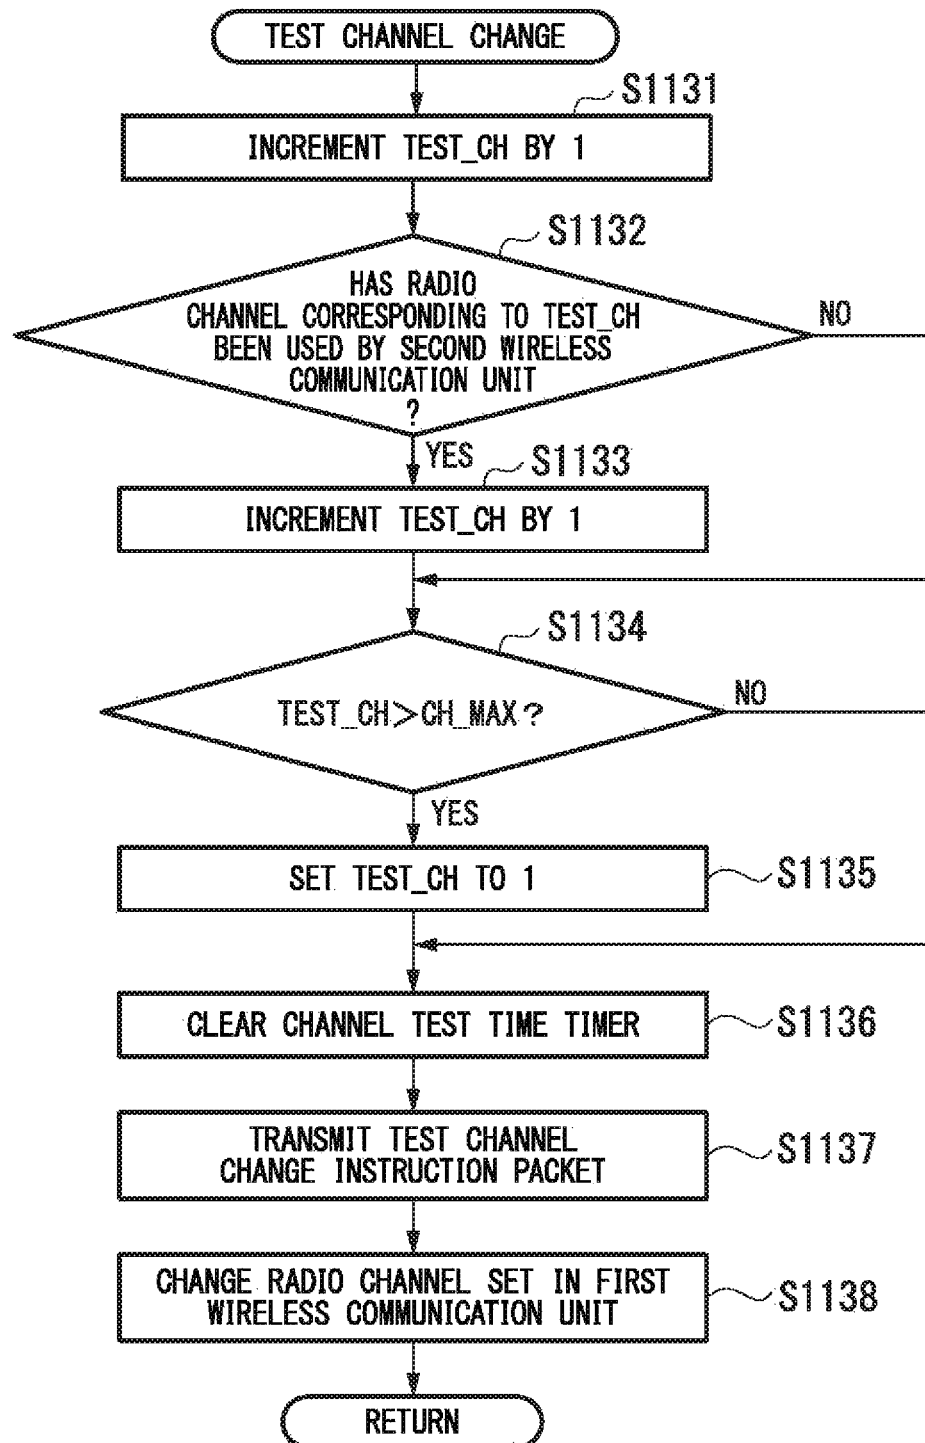 TEST CHANNEL CHANGE
S1131
INCREMENT TEST_CH BY 1
S1132
HAS RADIO
CHANNEL CORRESPONDING TO TEST_CH
BEEN USED BY SECOND WIRELESS
COMMUNICATION UNIT
?
NO
YES
S1133
INCREMENT TEST_CH BY 1
S1134
TEST_CH>CH_MAX?
NO
YES
SET TEST_CH TO 1
S1135
CLEAR CHANNEL TEST TIME TIMER
S1136
TRANSMIT TEST CHANNEL
CHANGE INSTRUCTION PACKET
S1137
CHANGE RADIO CHANNEL SET IN FIRST
WIRELESS COMMUNICATION UNIT
S1138
RETURN